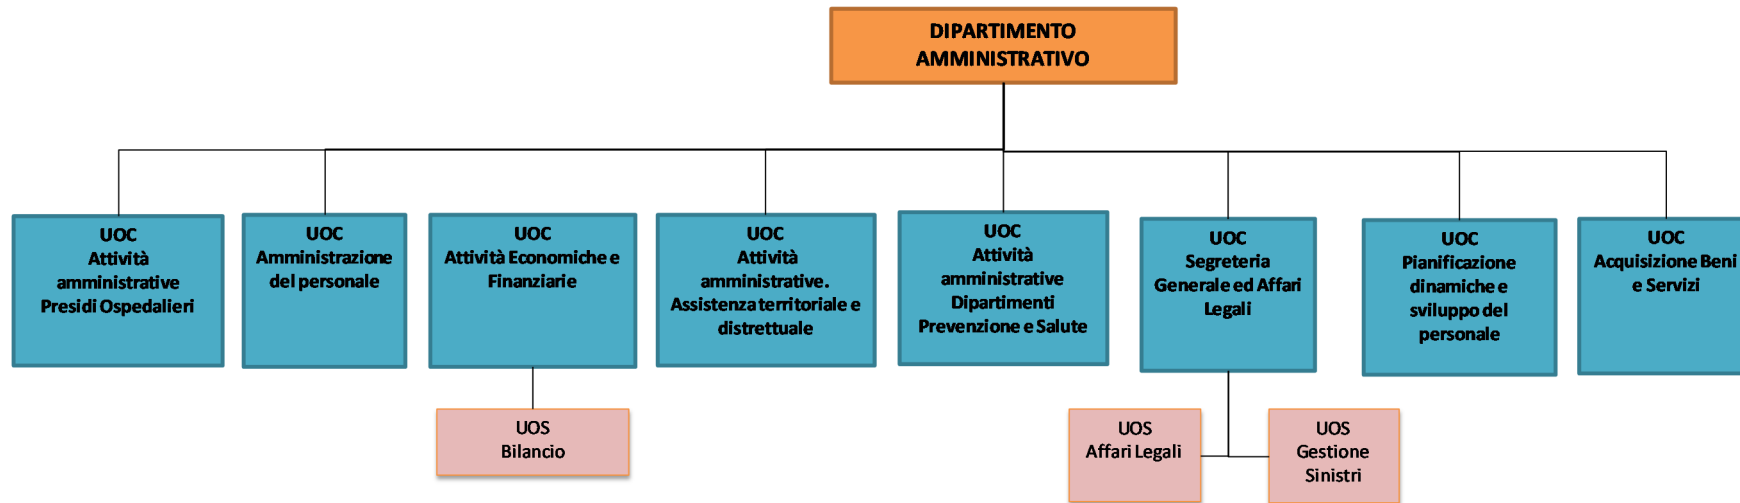 DIPARTIMENTO
AMMINISTRATIVO
UOC
Attività
amministrative
Presidi Ospedalieri
UOC
Amministrazione
del personale
UOC
Attività Economiche e
Finanziarie
UOC
Attività
amministrative.
Assistenza territoriale e
distrettuale
UOC
Attività
amministrative
Dipartimenti
Prevenzione e Salute
UOC
Segreteria
Generale ed Affari
Legali
UOC
Pianificazione
dinamiche e
sviluppo del
personale
UOC
Acquisizione Beni
e Servizi
UOS
Bilancio
UOS
Affari Legali
UOS
Gestione
Sinistri